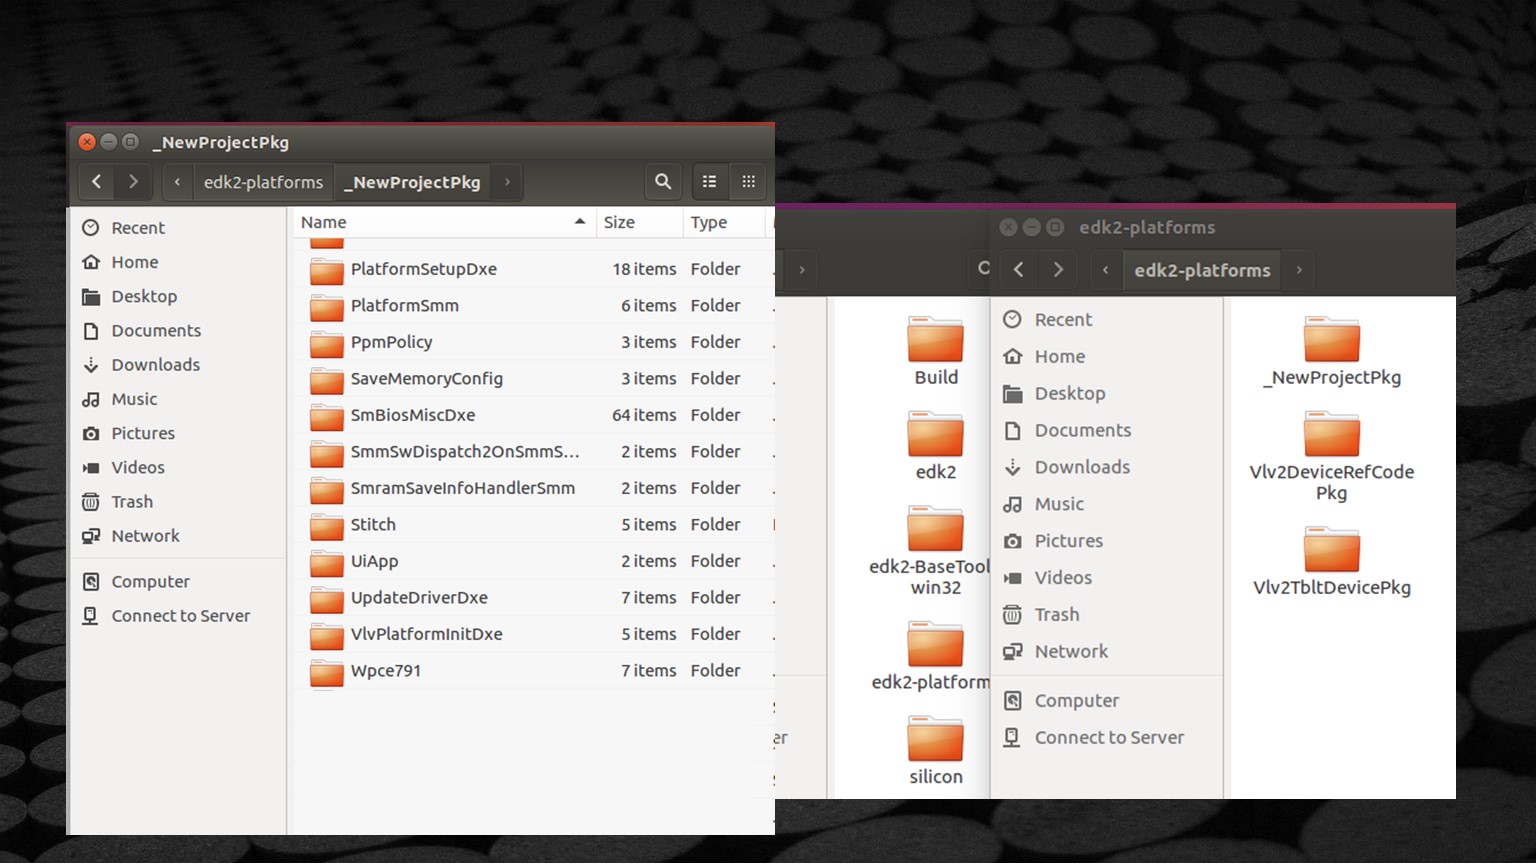 _NewProjectPkg
edk2-platforms _NewProjectPkg
Recent
Home
Desktop
Documents
Downloads
Music
Pictures
Videos
Trash
Network
Computer
Connect to Server
Name Size Type
PlatformSetupDxe 18 items Folder
PlatformSmm 6 items Folder
PpmPolicy 3 items Folder
SaveMemoryConfig 3 items Folder
SmBiosMiscDxe 64 items Folder
SmmSwDispatch2OnSmmS... 2 items Folder
SmramSaveInfoHandlerSmm 2 items Folder
Stitch 5 items Folder
UiApp 2 items Folder
UpdateDriverDxe 7 items Folder
VlvPlatformInitDxe 5 items Folder
Wpce791 7 items Folder
er
Build
edk2
edk2-BaseTool
win32
edk2-platform
silicon
edk2-platforms
edk2-platforms
Recent
Home
Desktop
Documents
Downloads
Music
Pictures
Videos
Trash
Network
Computer
Connect to Server
_NewProjectPkg
Vlv2DeviceRefCode
Pkg
Vlv2TbltDevicePkg